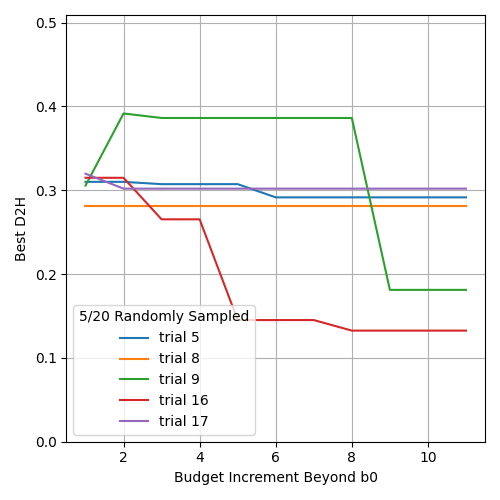 0.5
0.4
0.3
0.2
0.1
0.0
Best D2H
5/20 Randomly Sampled
trial 5
trial 8
trial 9
trial 16
trial 17
2 4 6 8 10
Budget Increment Beyond b0